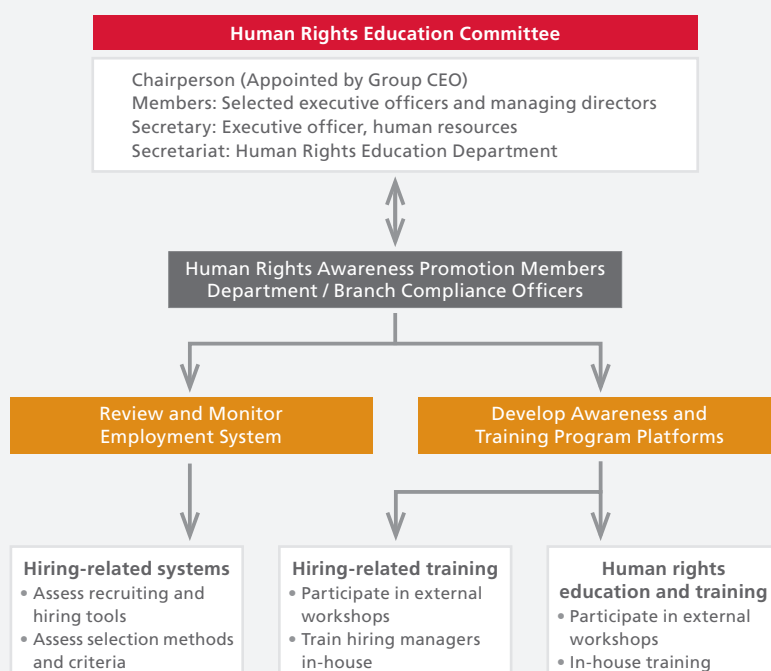 Human Rights Education Committee
Chairperson (Appointed by Group CEO)
Members: Selected executive officers and managing directors
Secretary: Executive officer, human resources
Secretariat: Human Rights Education Department
Human Rights Awareness Promotion Members
Department / Branch Compliance Officers
Review and Monitor
Employment System
Develop Awareness and
Training Program Platforms
Hiring-related systems
• Assess recruiting and
hiring tools
• Assess selection methods
and criteria
Hiring-related training
• Participate in external
workshops
• Train hiring managers
in-house
Human rights
education and training
• Participate in external
workshops
• In-house training